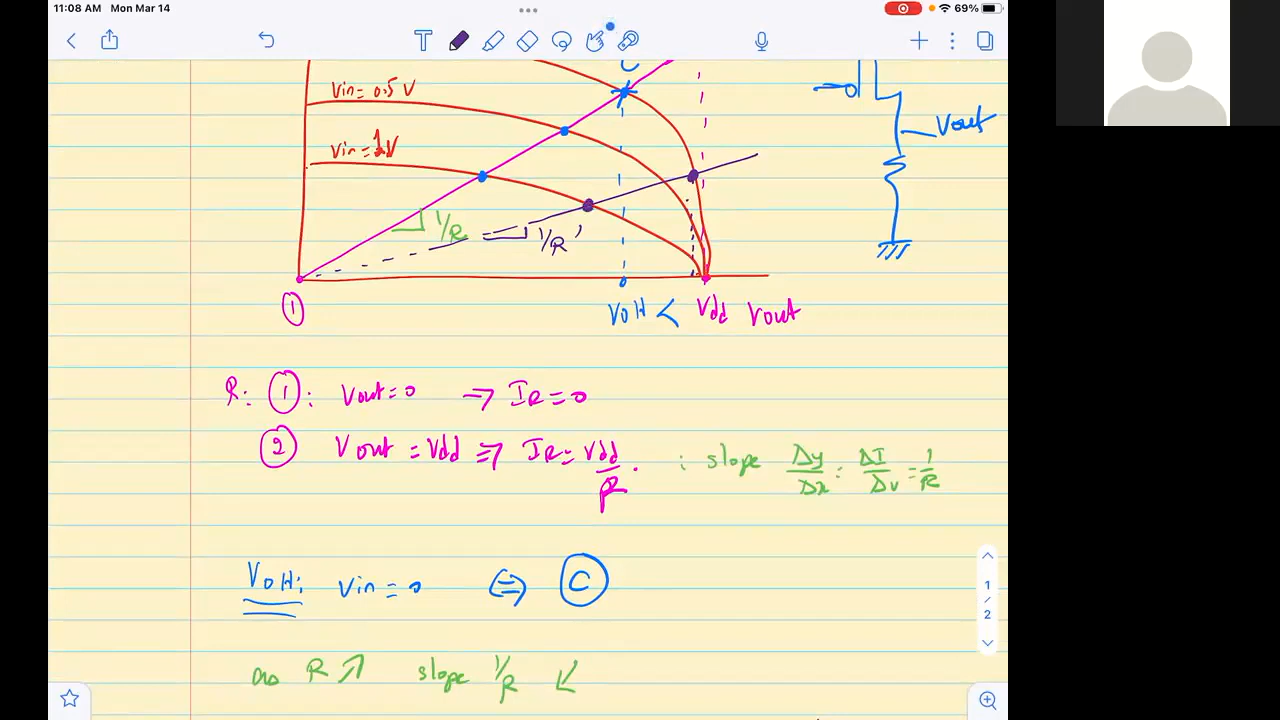 11:08 AM Mon Mar 14
69%
Vin = 0.5 V
Vin = 1V
Vout
1/R
1/R'
①
VOH < Vdd Vout
R: ①: Vout = 0 → IR = 0
② Vout = Vdd ⇒ IR = Vdd/R. : slope Δy/Δx = ΔI/ΔV = 1/R
1/2
VOH: Vin = 0 ⇔ Ⓒ
as R ↗ slope 1/R ↙